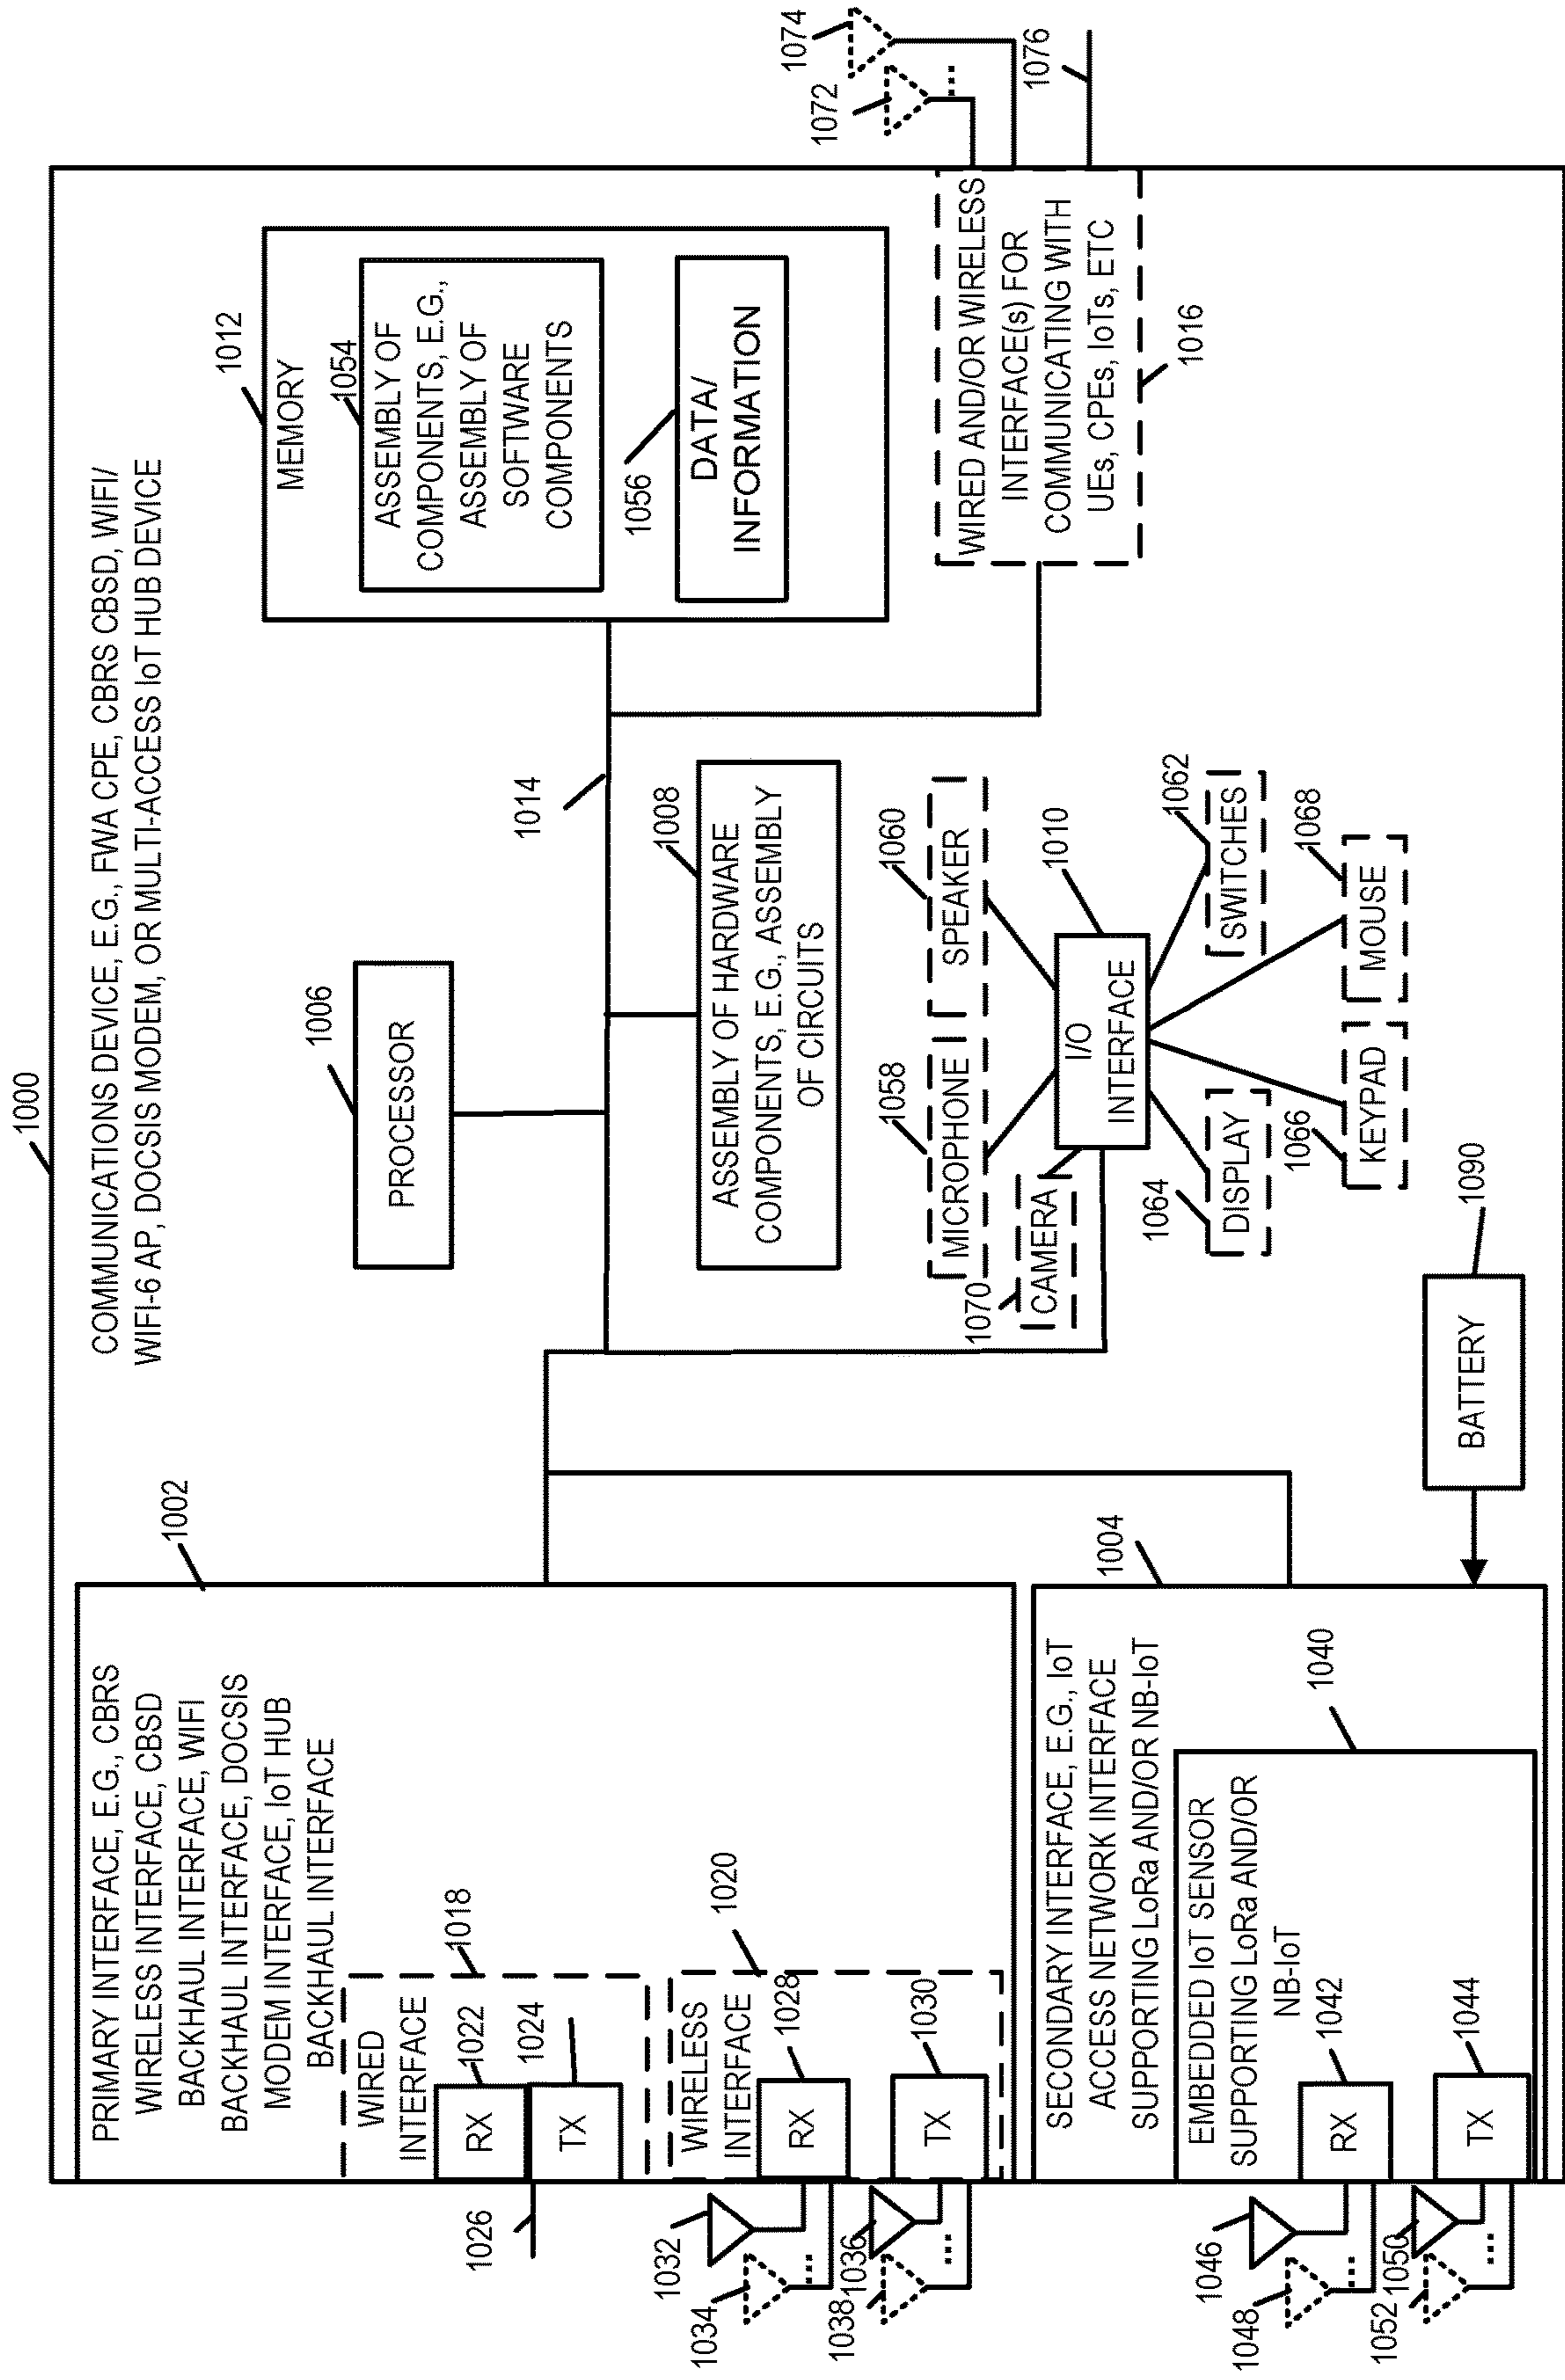 1000
COMMUNICATIONS DEVICE, E.G., FWA CPE, CBRS CBSD, WIFI/
WIFI-6 AP, DOCSIS MODEM, OR MULTI-ACCESS IoT HUB DEVICE
PRIMARY INTERFACE, E.G., CBRS
WIRELESS INTERFACE, CBSD
BACKHAUL INTERFACE, WIFI
BACKHAUL INTERFACE, DOCSIS
MODEM INTERFACE, IoT HUB
BACKHAUL INTERFACE
1002
WIRED
INTERFACE
1018
RX
1022
TX
1024
1026
WIRELESS
INTERFACE
1020
RX
1028
TX
1030
1032
1034
1036
1038
SECONDARY INTERFACE, E.G., IoT
ACCESS NETWORK INTERFACE
SUPPORTING LoRa AND/OR NB-IoT
1004
EMBEDDED IoT SENSOR
SUPPORTING LoRa AND/OR
NB-IoT
1040
RX
1042
TX
1044
1046
1048
1050
1052
PROCESSOR
1006
1014
ASSEMBLY OF HARDWARE
COMPONENTS, E.G., ASSEMBLY
OF CIRCUITS
1008
MICROPHONE
1058
SPEAKER
1060
CAMERA
1070
I/O
INTERFACE
1010
DISPLAY
1064
SWITCHES
1062
KEYPAD
1066
MOUSE
1068
BATTERY
1090
MEMORY
1012
ASSEMBLY OF
COMPONENTS, E.G.,
ASSEMBLY OF
SOFTWARE
COMPONENTS
1054
DATA/
INFORMATION
1056
WIRED AND/OR WIRELESS
INTERFACE(s) FOR
COMMUNICATING WITH
UEs, CPEs, IoTs, ETC
1016
1072
1074
1076